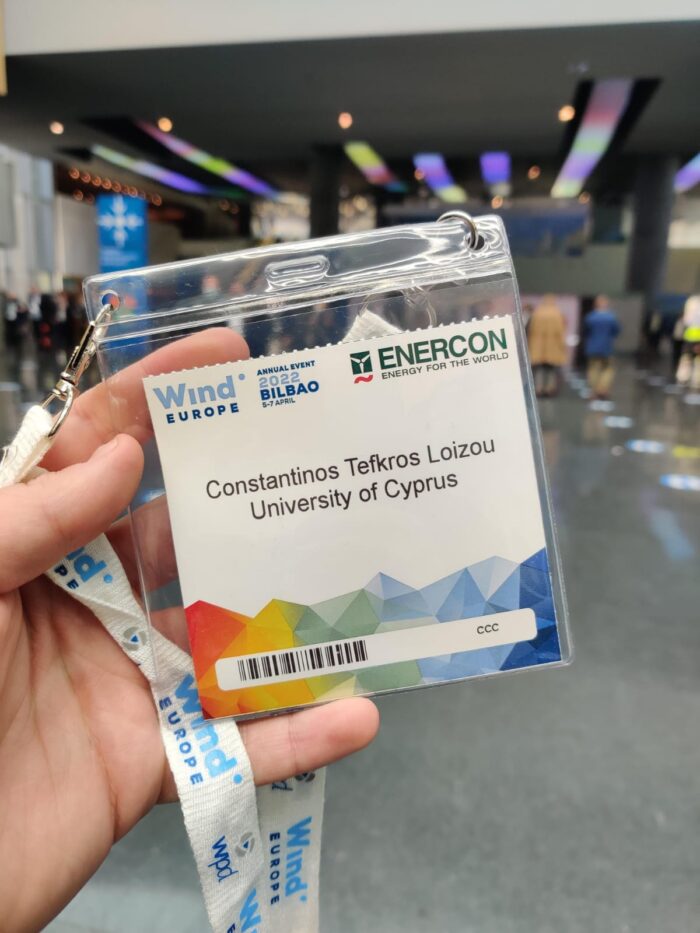 Wind
EUROPE
ANNUAL EVENT
2022
BILBAO
5-7 APRIL
ENERCON
ENERGY FOR THE WORLD
Constantinos Tefkros Loizou
University of Cyprus
CCC
Wind
EUROPE
wpd
Wind
EUROPE